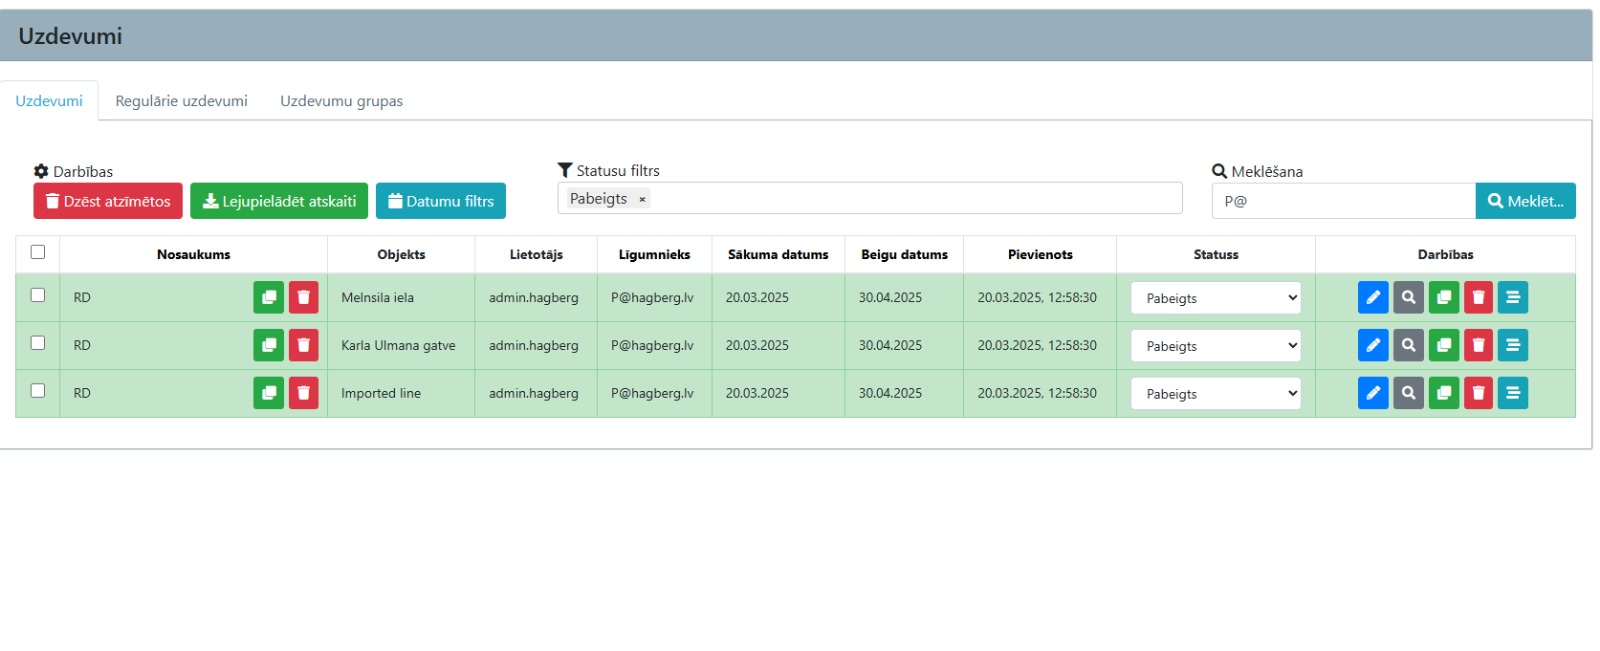 Uzdevumi
Uzdevumi Regulārie uzdevumi Uzdevumu grupas
Darbības Statusu filtrs Meklēšana
Dzēst atzīmētos Lejupielādēt atskaiti Datumu filtrs Pabeigts × P@ Meklēt...
Nosaukums Objekts Lietotājs Līgumnieks Sākuma datums Beigu datums Pievienots Statuss Darbības
RD Melnsila iela admin.hagberg P@hagberg.lv 20.03.2025 30.04.2025 20.03.2025, 12:58:30 Pabeigts
RD Karla Ulmana gatve admin.hagberg P@hagberg.lv 20.03.2025 30.04.2025 20.03.2025, 12:58:30 Pabeigts
RD Imported line admin.hagberg P@hagberg.lv 20.03.2025 30.04.2025 20.03.2025, 12:58:30 Pabeigts